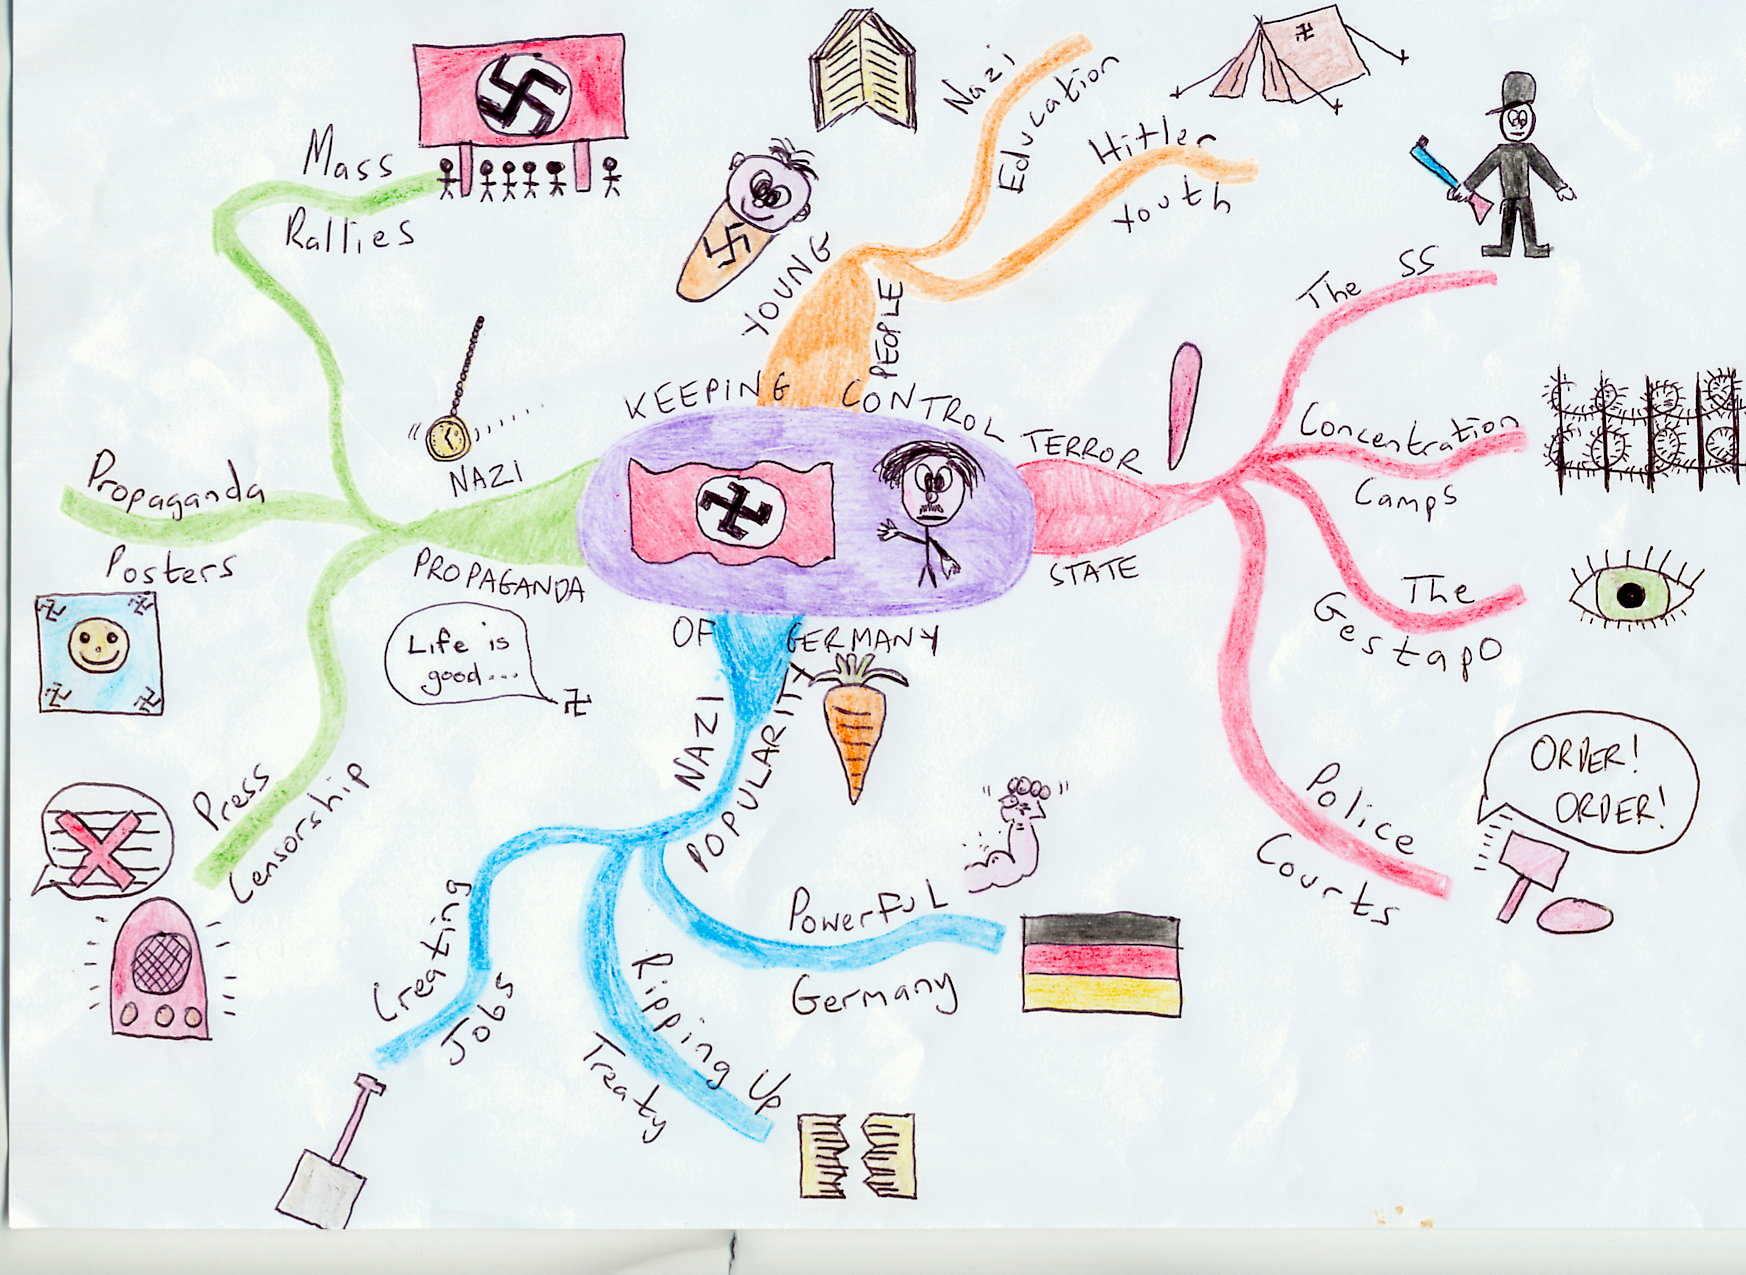 KEEPING CONTROL
OF GERMANY
YOUNG
PEOPLE
Nazi
Education
Hitler
Youth
TERROR
STATE
The SS
Concentration
Camps
The
Gestapo
Police
Courts
ORDER!
ORDER!
NAZI
POPULARITY
Powerful
Germany
Ripping Up
Treaty
Creating
Jobs
NAZI
PROPAGANDA
Life is
good...
Mass
Rallies
Propaganda
Posters
Press
Censorship